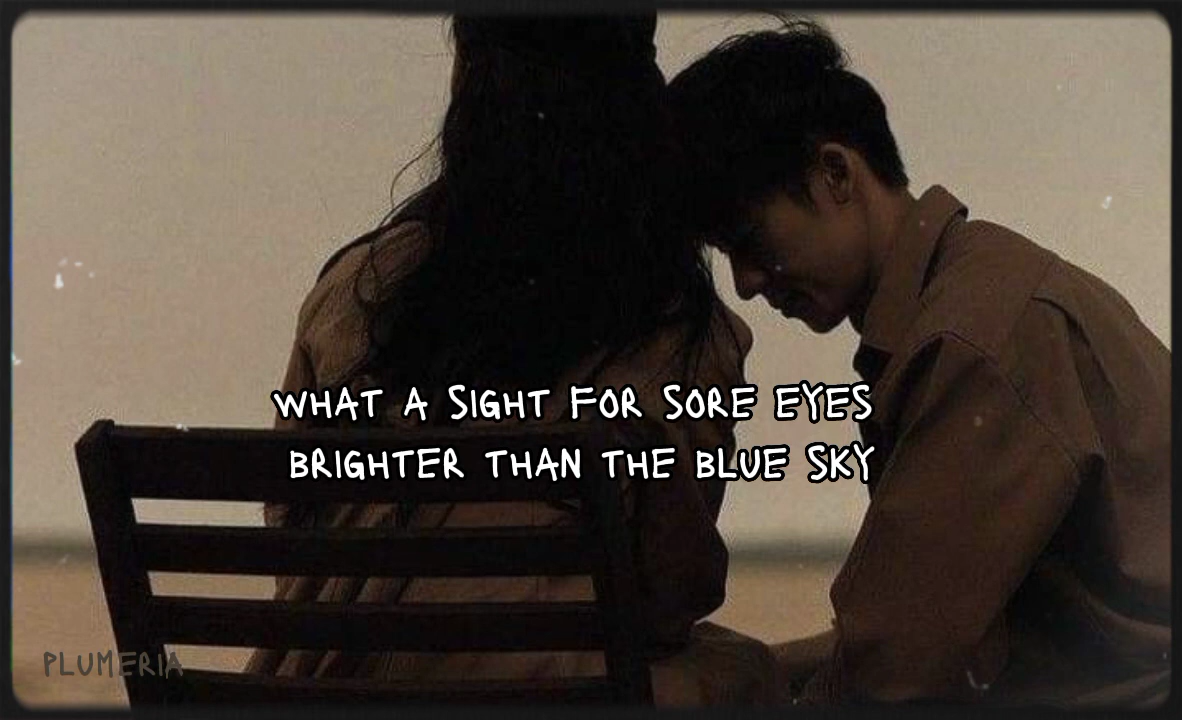 WHAT A SIGHT FOR SORE EYES
BRIGHTER THAN THE BLUE SKY
PLUMERIA